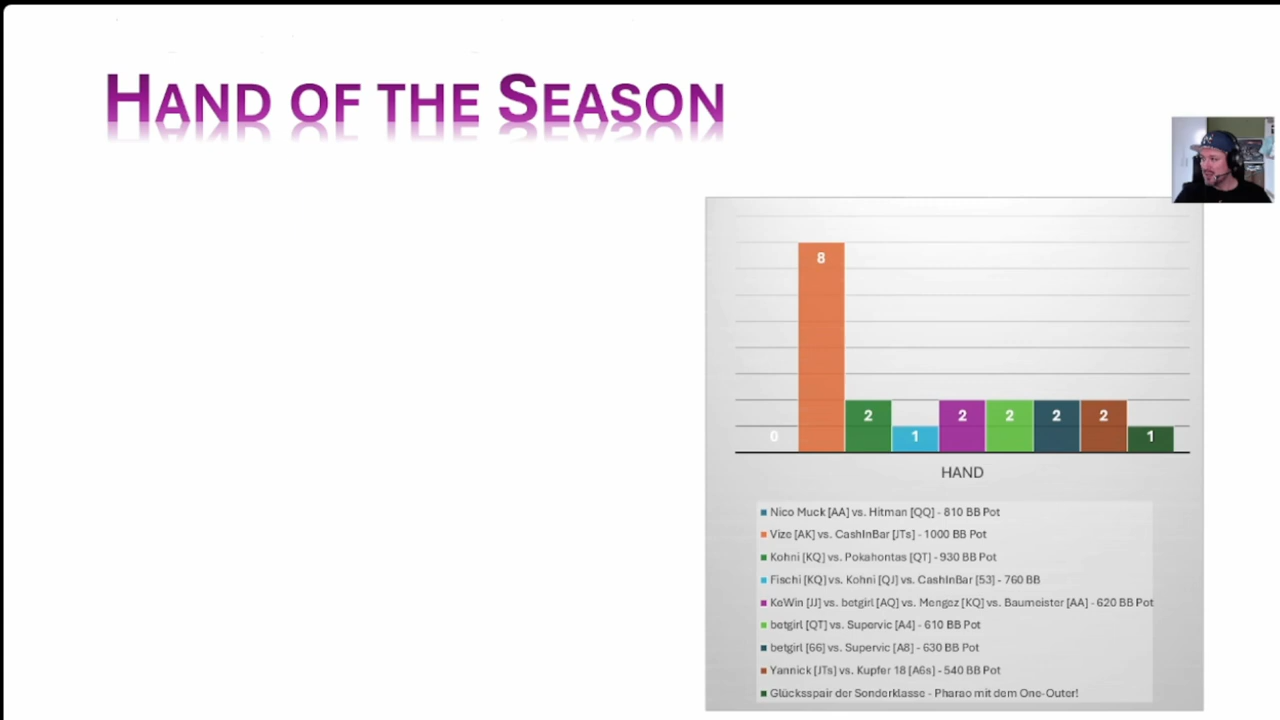 HAND OF THE SEASON
0
8
2
1
2
2
2
2
1
HAND
Nico Muck [AA] vs. Hitman [QQ] - 810 BB Pot
Vize [AK] vs. CashInBar [JTs] - 1000 BB Pot
Kohni [KQ] vs. Pokahontas [QT] - 930 BB Pot
Fischi [KQ] vs. Kohni [QJ] vs. CashInBar [53] - 760 BB
KeWin [JJ] vs. betgirl [AQ] vs. Mengez [KQ] vs. Baumeister [AA] - 620 BB Pot
betgirl [QT] vs. Supervic [A4] - 610 BB Pot
betgirl [66] vs. Supervic [A8] - 630 BB Pot
Yannick [JTs] vs. Kupfer 18 [A6s] - 540 BB Pot
Glücksspair der Sonderklasse - Pharao mit dem One-Outer!